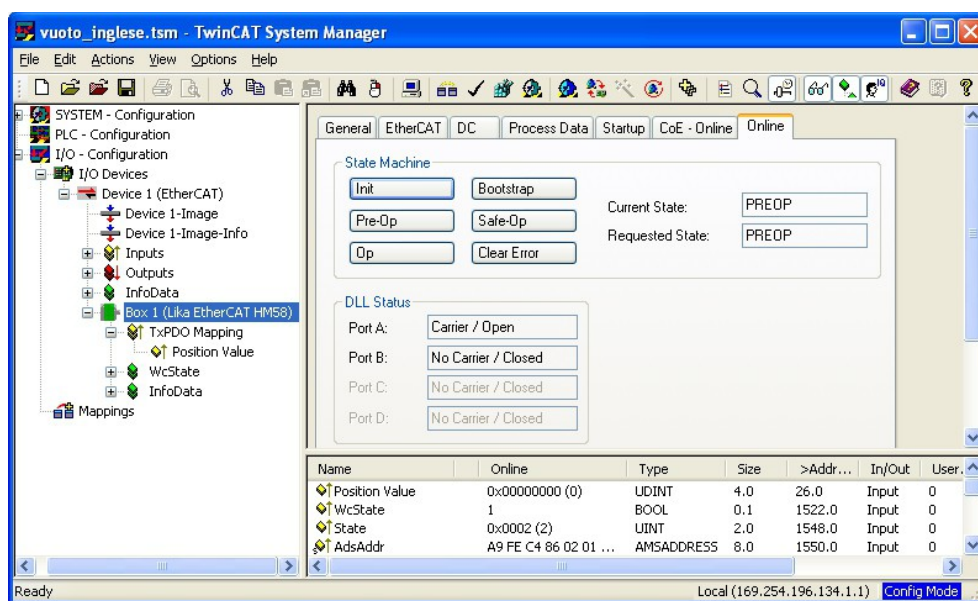 vuoto_inglese.tsm - TwinCAT System Manager
File Edit Actions View Options Help
SYSTEM - Configuration
PLC - Configuration
I/O - Configuration
I/O Devices
Device 1 (EtherCAT)
Device 1-Image
Device 1-Image-Info
Inputs
Outputs
InfoData
Box 1 (Lika EtherCAT HM58)
TxPDO Mapping
Position Value
WcState
InfoData
Mappings
General EtherCAT DC Process Data Startup CoE - Online Online
State Machine
Init Bootstrap
Pre-Op Safe-Op
Op Clear Error
Current State: PREOP
Requested State: PREOP
DLL Status
Port A: Carrier / Open
Port B: No Carrier / Closed
Port C: No Carrier / Closed
Port D: No Carrier / Closed
Name Online Type Size >Addr... In/Out User.
Position Value 0x00000000 (0) UDINT 4.0 26.0 Input 0
WcState 1 BOOL 0.1 1522.0 Input 0
State 0x0002 (2) UINT 2.0 1548.0 Input 0
AdsAddr A9 FE C4 86 02 01 ... AMSADDRESS 8.0 1550.0 Input 0
Ready Local (169.254.196.134.1.1) Config Mode